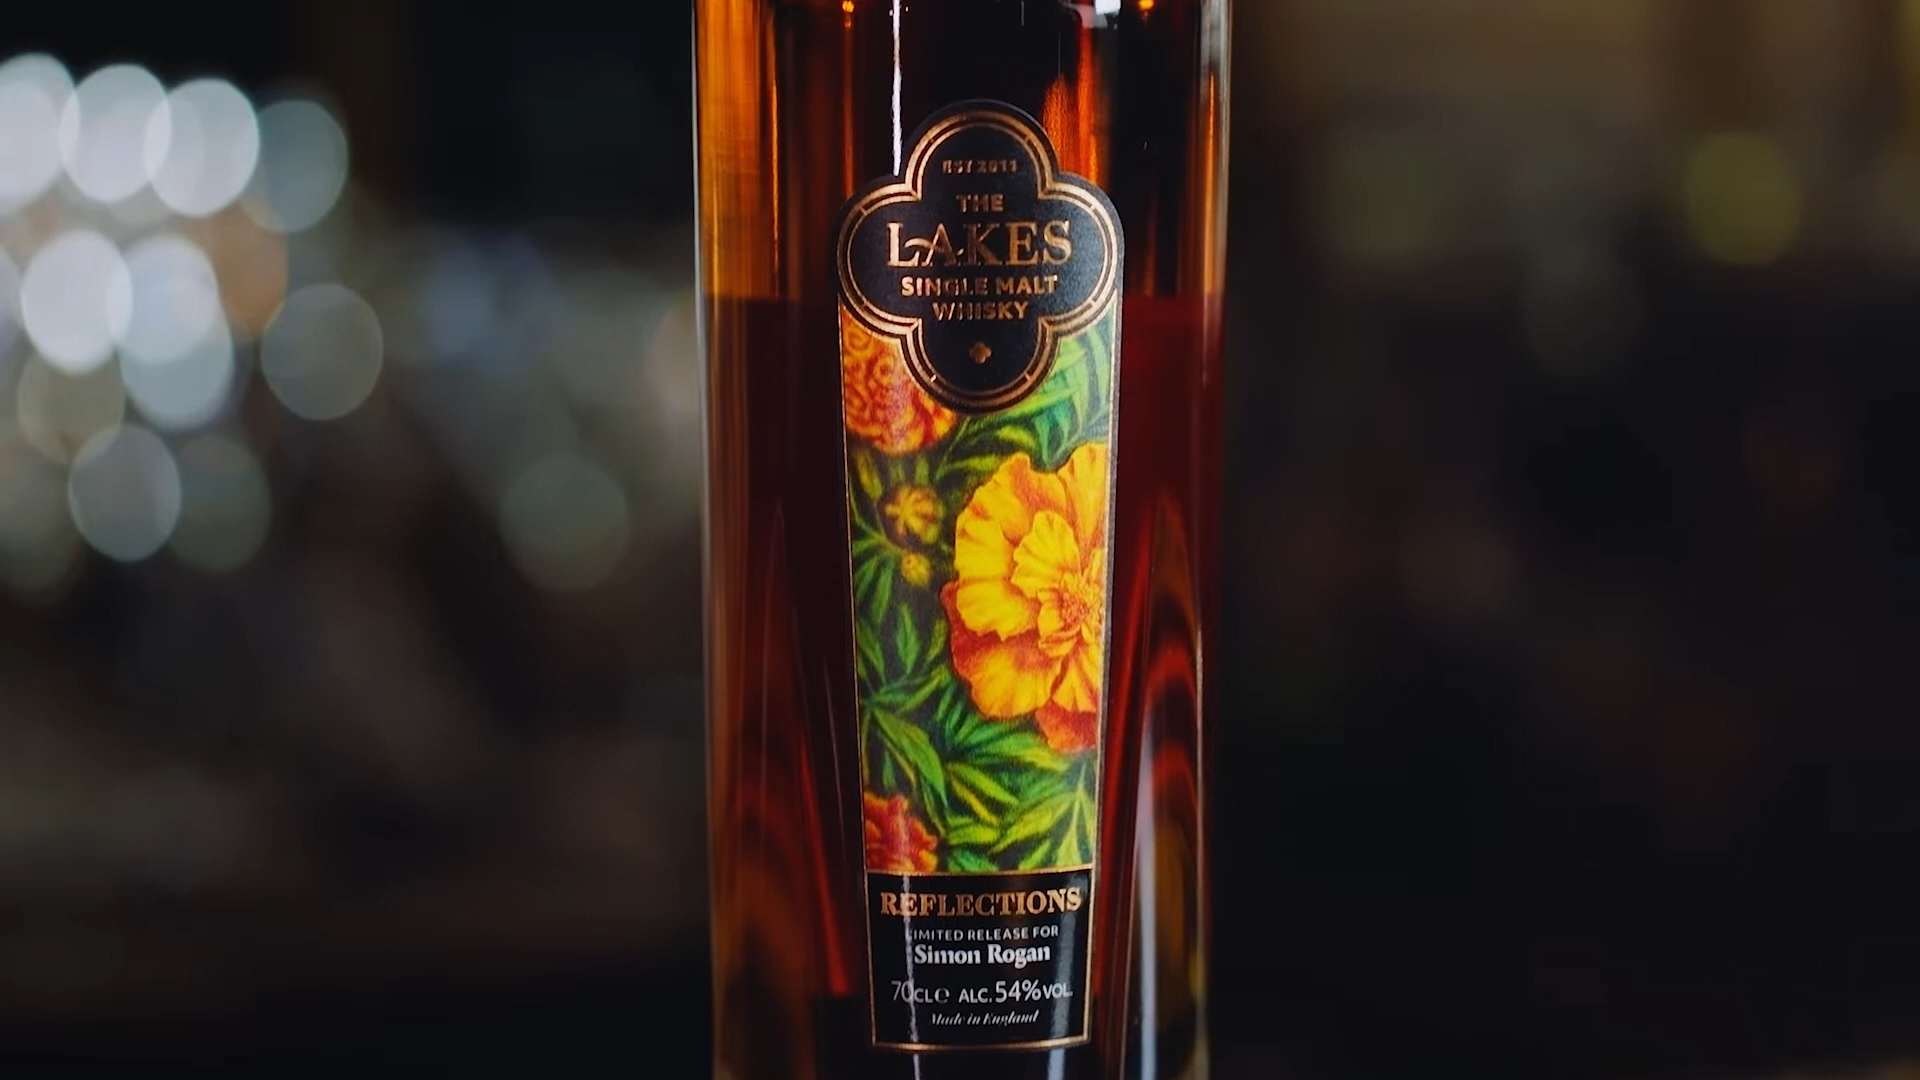 EST 2011
THE
LAKES
SINGLE MALT
WHISKY
REFLECTIONS
LIMITED RELEASE FOR
Simon Rogan
70CLe ALC. 54% VOL.
Made in England